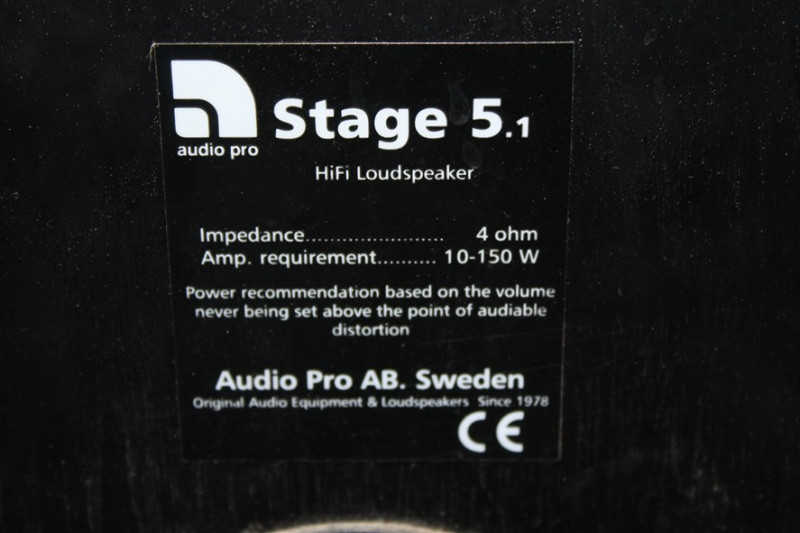 Stage 5.1
audio pro
HiFi Loudspeaker
Impedance....................... 4 ohm
Amp. requirement.......... 10-150 W
Power recommendation based on the volume
never being set above the point of audiable
distortion
Audio Pro AB. Sweden
Original Audio Equipment & Loudspeakers Since 1978
CE